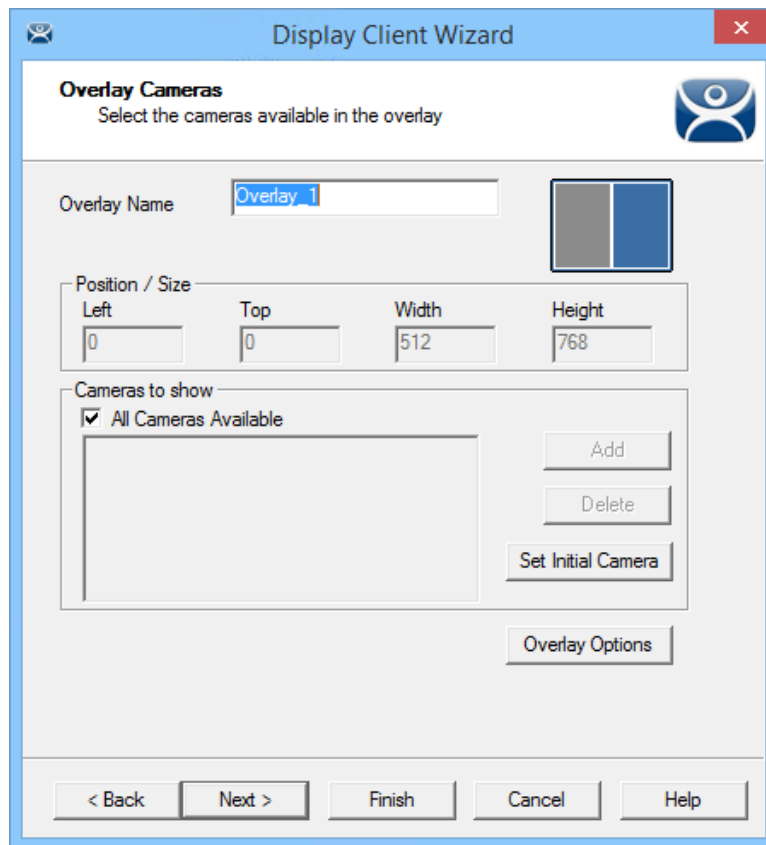 Display Client Wizard
Overlay Cameras
Select the cameras available in the overlay
Overlay Name Overlay_1
Position / Size
Left Top Width Height
0 0 512 768
Cameras to show
All Cameras Available
Add
Delete
Set Initial Camera
Overlay Options
< Back Next > Finish Cancel Help